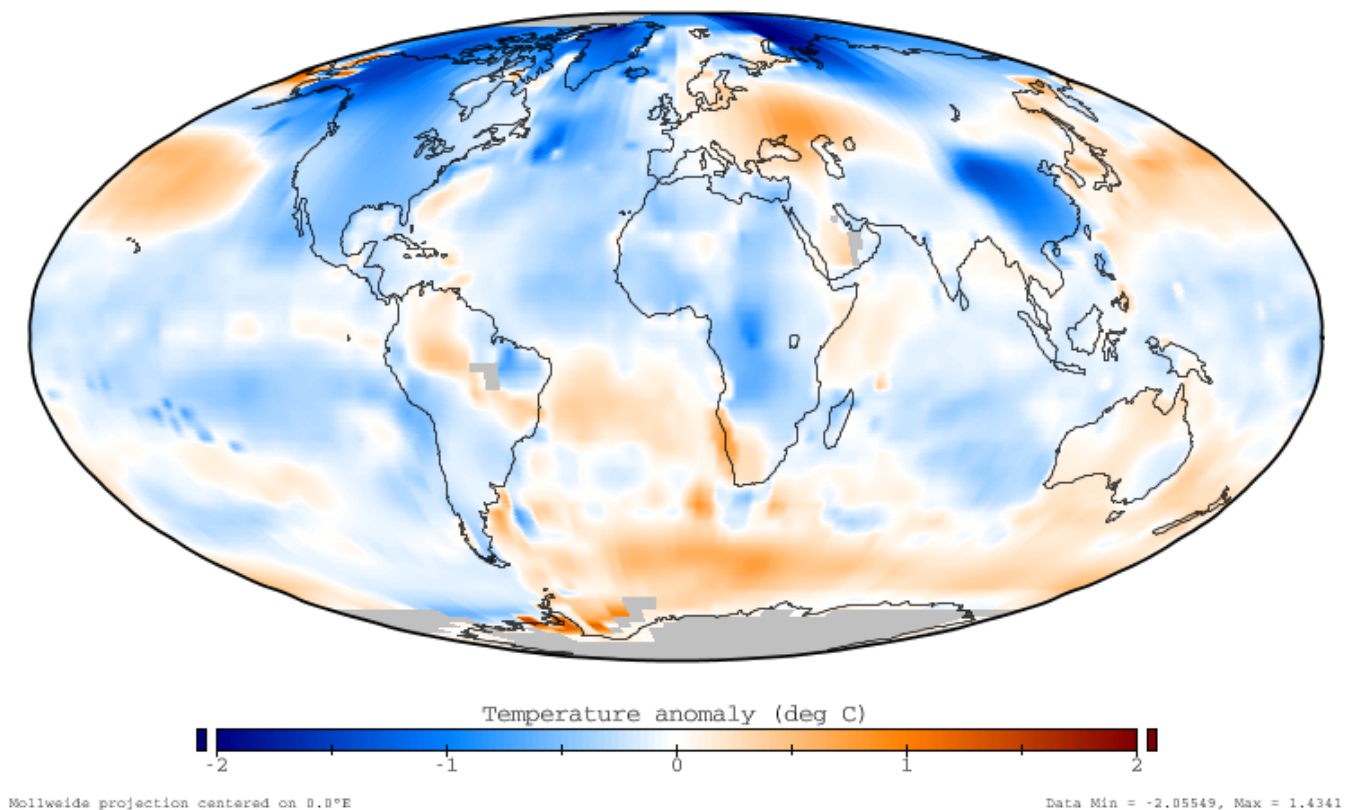 Temperature anomaly (deg C)
-2 -1 0 1 2
Mollweide projection centered on 0.0°E
Data Min = -2.05549, Max = 1.4341